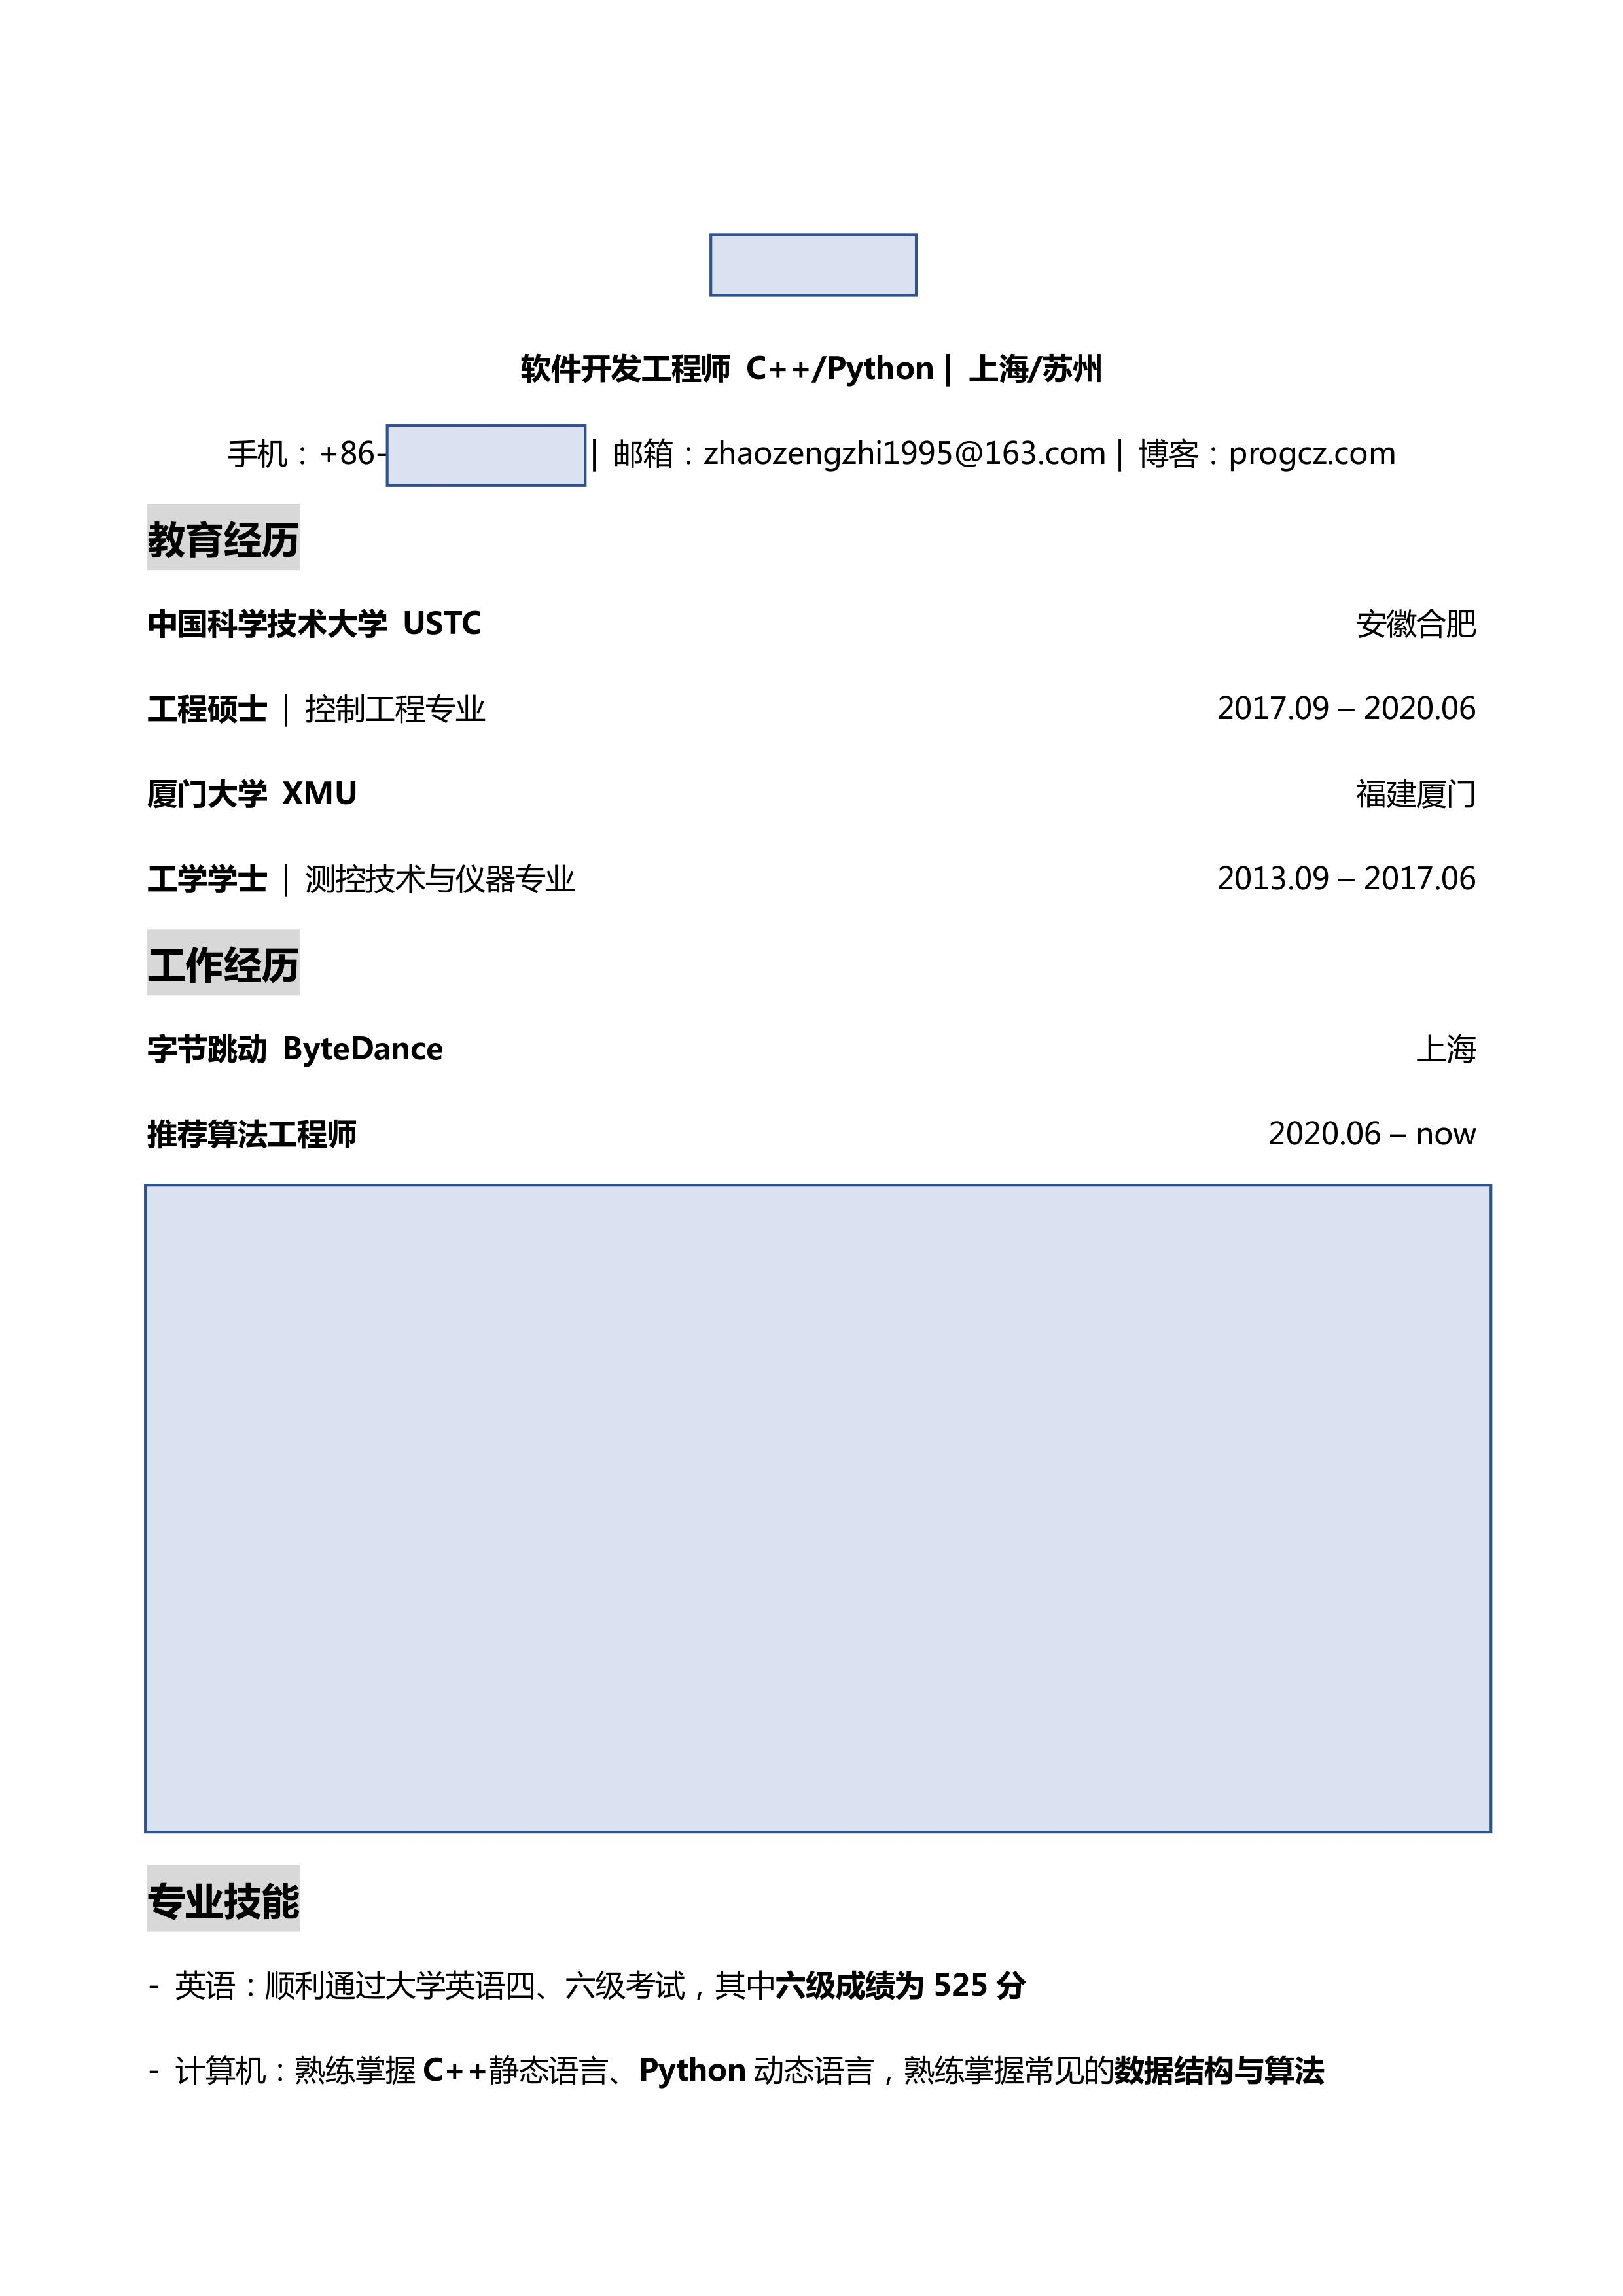 软件开发工程师 C++/Python | 上海/苏州
手机：+86- | 邮箱：zhaozengzhi1995@163.com | 博客：progcz.com
教育经历
中国科学技术大学 USTC 安徽合肥
工程硕士 | 控制工程专业 2017.09 – 2020.06
厦门大学 XMU 福建厦门
工学学士 | 测控技术与仪器专业 2013.09 – 2017.06
工作经历
字节跳动 ByteDance 上海
推荐算法工程师 2020.06 – now
专业技能
- 英语：顺利通过大学英语四、六级考试，其中六级成绩为 525 分
- 计算机：熟练掌握 C++静态语言、Python 动态语言，熟练掌握常见的数据结构与算法